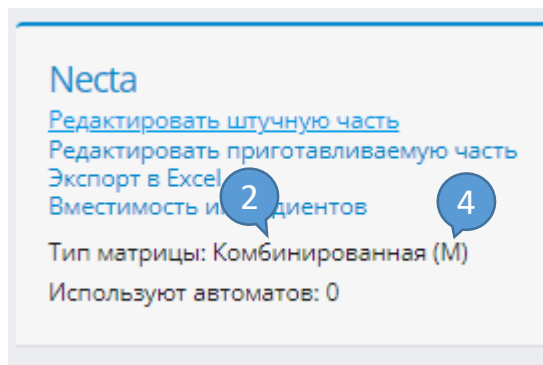 Necta
Редактировать штучную часть
Редактировать приготавливаемую часть
Экспорт в Excel
Вместимость
диентов
2
4
Тип матрицы: Комбинированная (М)
Используют автоматов: 0